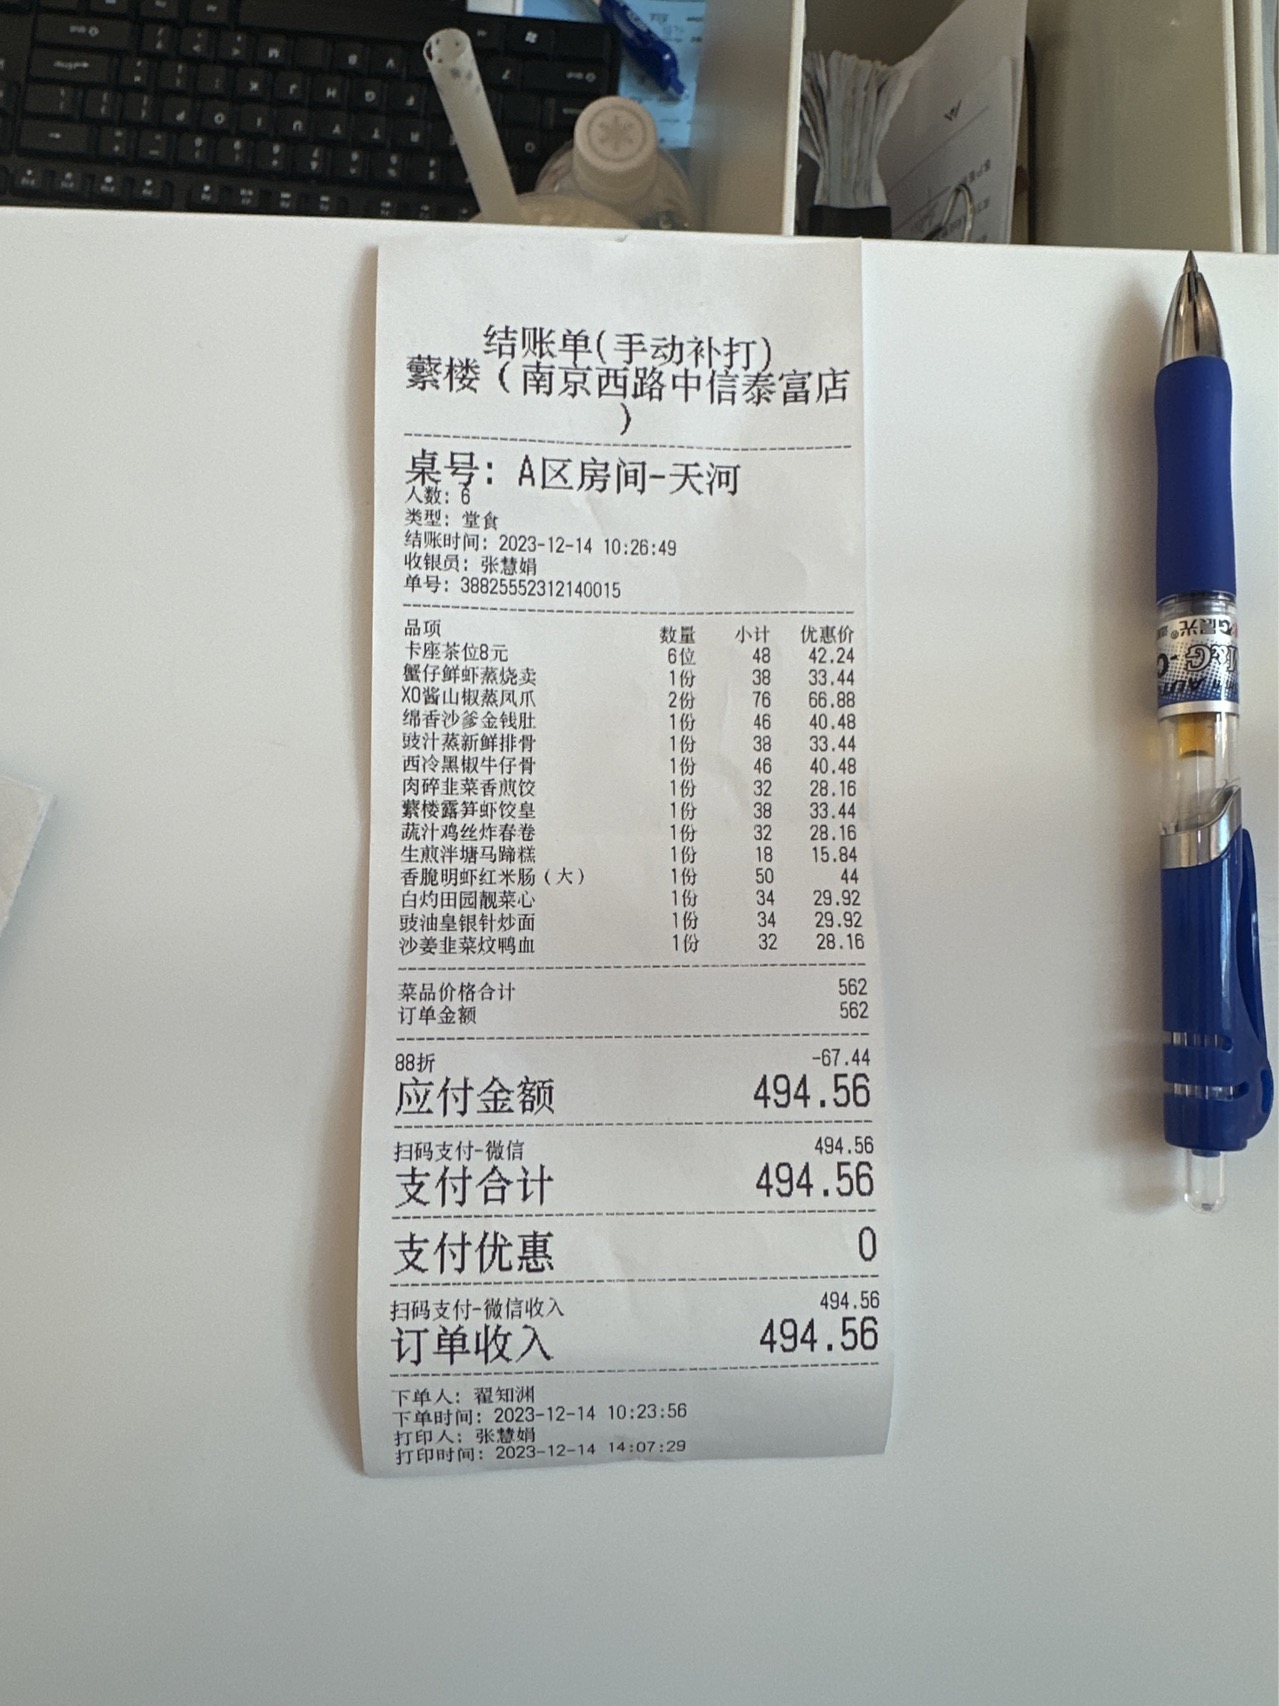 结账单(手动补打)
蘩楼（南京西路中信泰富店
）
桌号: A区房间-天河
人数: 6
类型: 堂食
结账时间: 2023-12-14 10:26:49
收银员: 张慧娟
单号: 38825552312140015
品项 数量 小计 优惠价
卡座茶位8元 6位 48 42.24
蟹仔鲜虾蒸烧卖 1份 38 33.44
XO酱山椒蒸凤爪 2份 76 66.88
绵香沙爹金钱肚 1份 46 40.48
豉汁蒸新鲜排骨 1份 38 33.44
西冷黑椒牛仔骨 1份 46 40.48
肉碎韭菜香煎饺 1份 32 28.16
蘩楼露笋虾饺皇 1份 38 33.44
蔬汁鸡丝炸春卷 1份 32 28.16
生煎泮塘马蹄糕 1份 18 15.84
香脆明虾红米肠（大） 1份 50 44
白灼田园靓菜心 1份 34 29.92
豉油皇银针炒面 1份 34 29.92
沙姜韭菜炆鸭血 1份 32 28.16
菜品价格合计 562
订单金额 562
88折 -67.44
应付金额 494.56
扫码支付-微信 494.56
支付合计 494.56
支付优惠 0
扫码支付-微信收入 494.56
订单收入 494.56
下单人: 翟知渊
下单时间: 2023-12-14 10:23:56
打印人: 张慧娟
打印时间: 2023-12-14 14:07:29